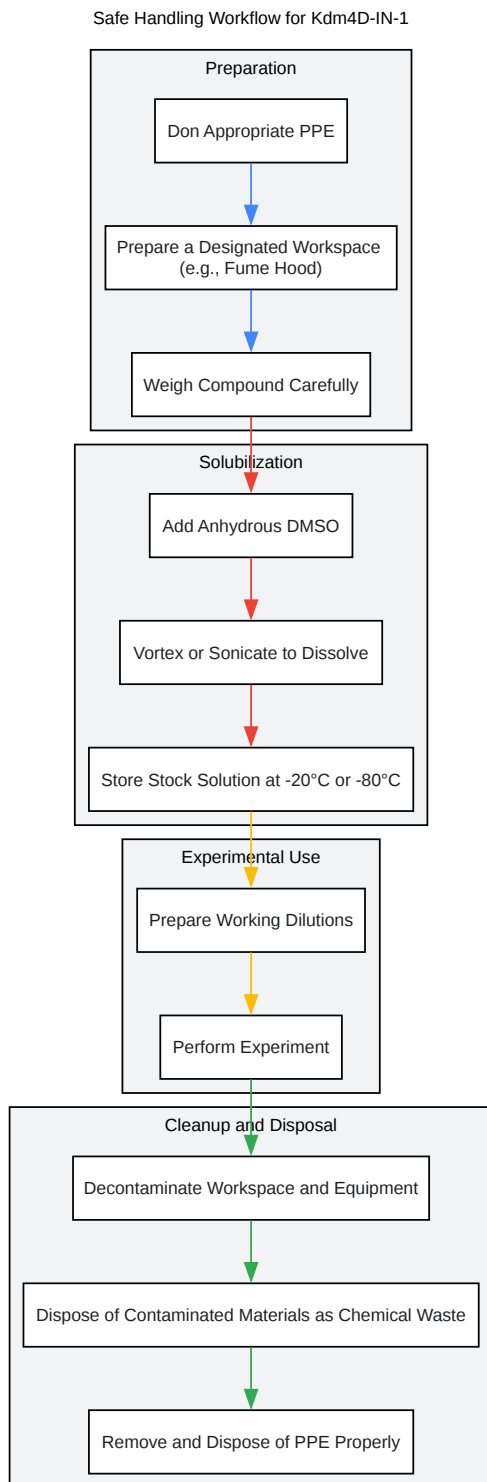 Safe Handling Workflow for Kdm4D-IN-1
Preparation
Don Appropriate PPE
Prepare a Designated Workspace
(e.g., Fume Hood)
Weigh Compound Carefully
Solubilization
Add Anhydrous DMSO
Vortex or Sonicate to Dissolve
Store Stock Solution at -20°C or -80°C
Experimental Use
Prepare Working Dilutions
Perform Experiment
Cleanup and Disposal
Decontaminate Workspace and Equipment
Dispose of Contaminated Materials as Chemical Waste
Remove and Dispose of PPE Properly